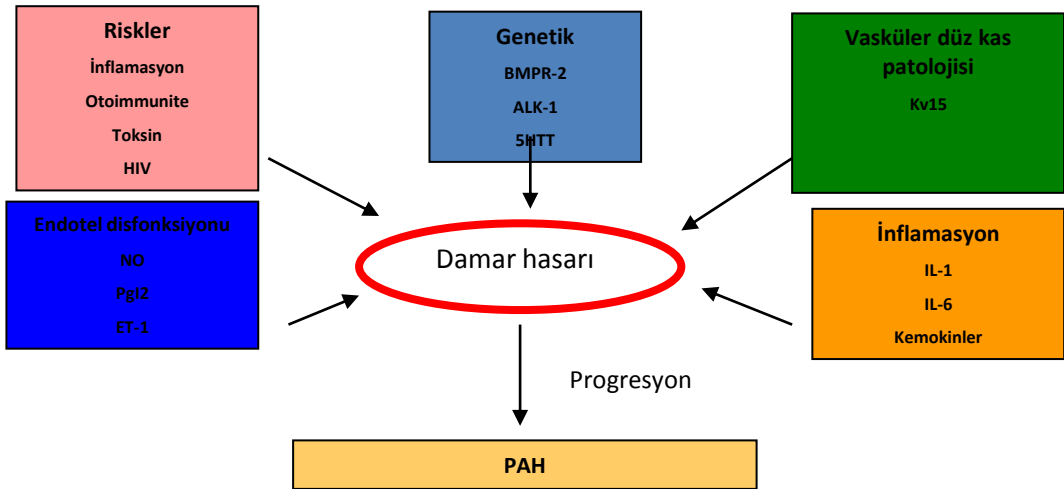 Riskler
İnflamasyon
Otoimmunite
Toksin
HIV
Genetik
BMPR-2
ALK-1
5HTT
Vasküler düz kas
patolojisi
Kv15
Endotel disfonksiyonu
NO
PgI2
ET-1
Damar hasarı
İnflamasyon
IL-1
IL-6
Kemokinler
Progresyon
PAH